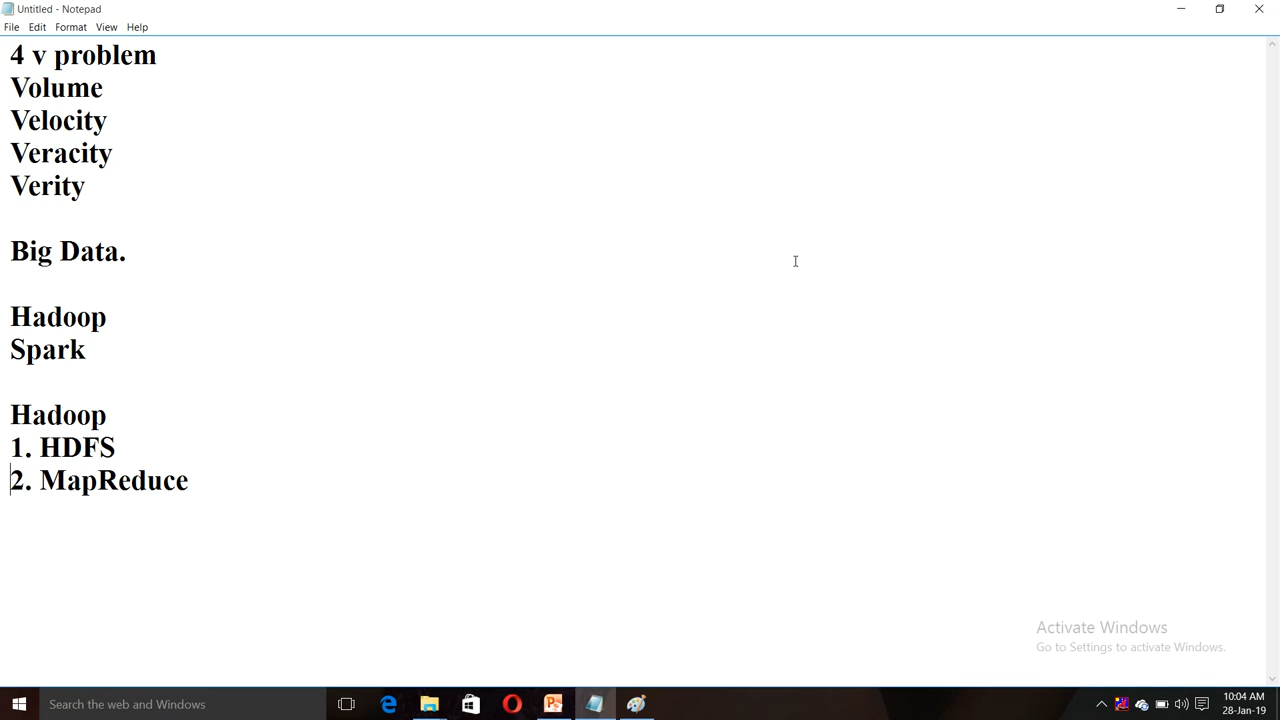 Untitled - Notepad
File Edit Format View Help
4 v problem
Volume
Velocity
Veracity
Verity
Big Data.
Hadoop
Spark
Hadoop
1. HDFS
2. MapReduce
Activate Windows
Go to Settings to activate Windows.
Search the web and Windows
10:04 AM
28-Jan-19